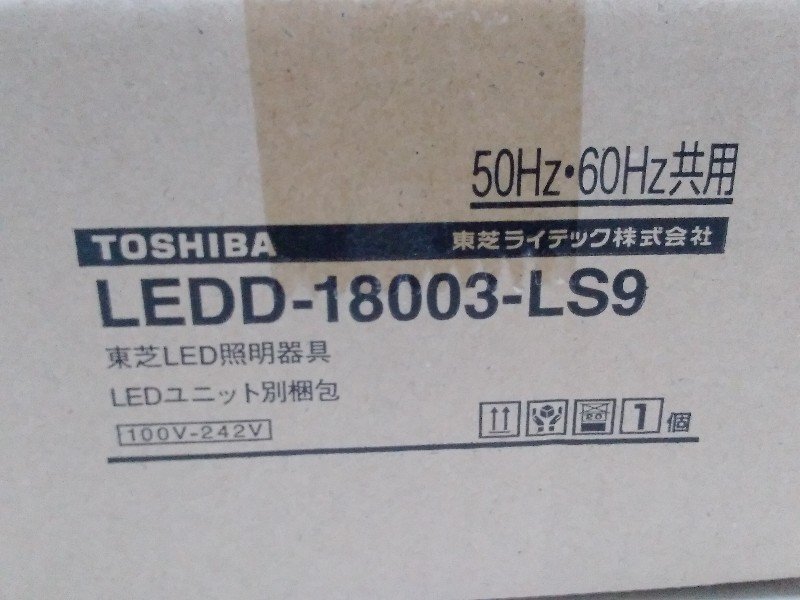 50Hz・60Hz共用
TOSHIBA 東芝ライテック株式会社
LEDD-18003-LS9
東芝LED照明器具
LEDユニット別梱包
100V-242V
1個